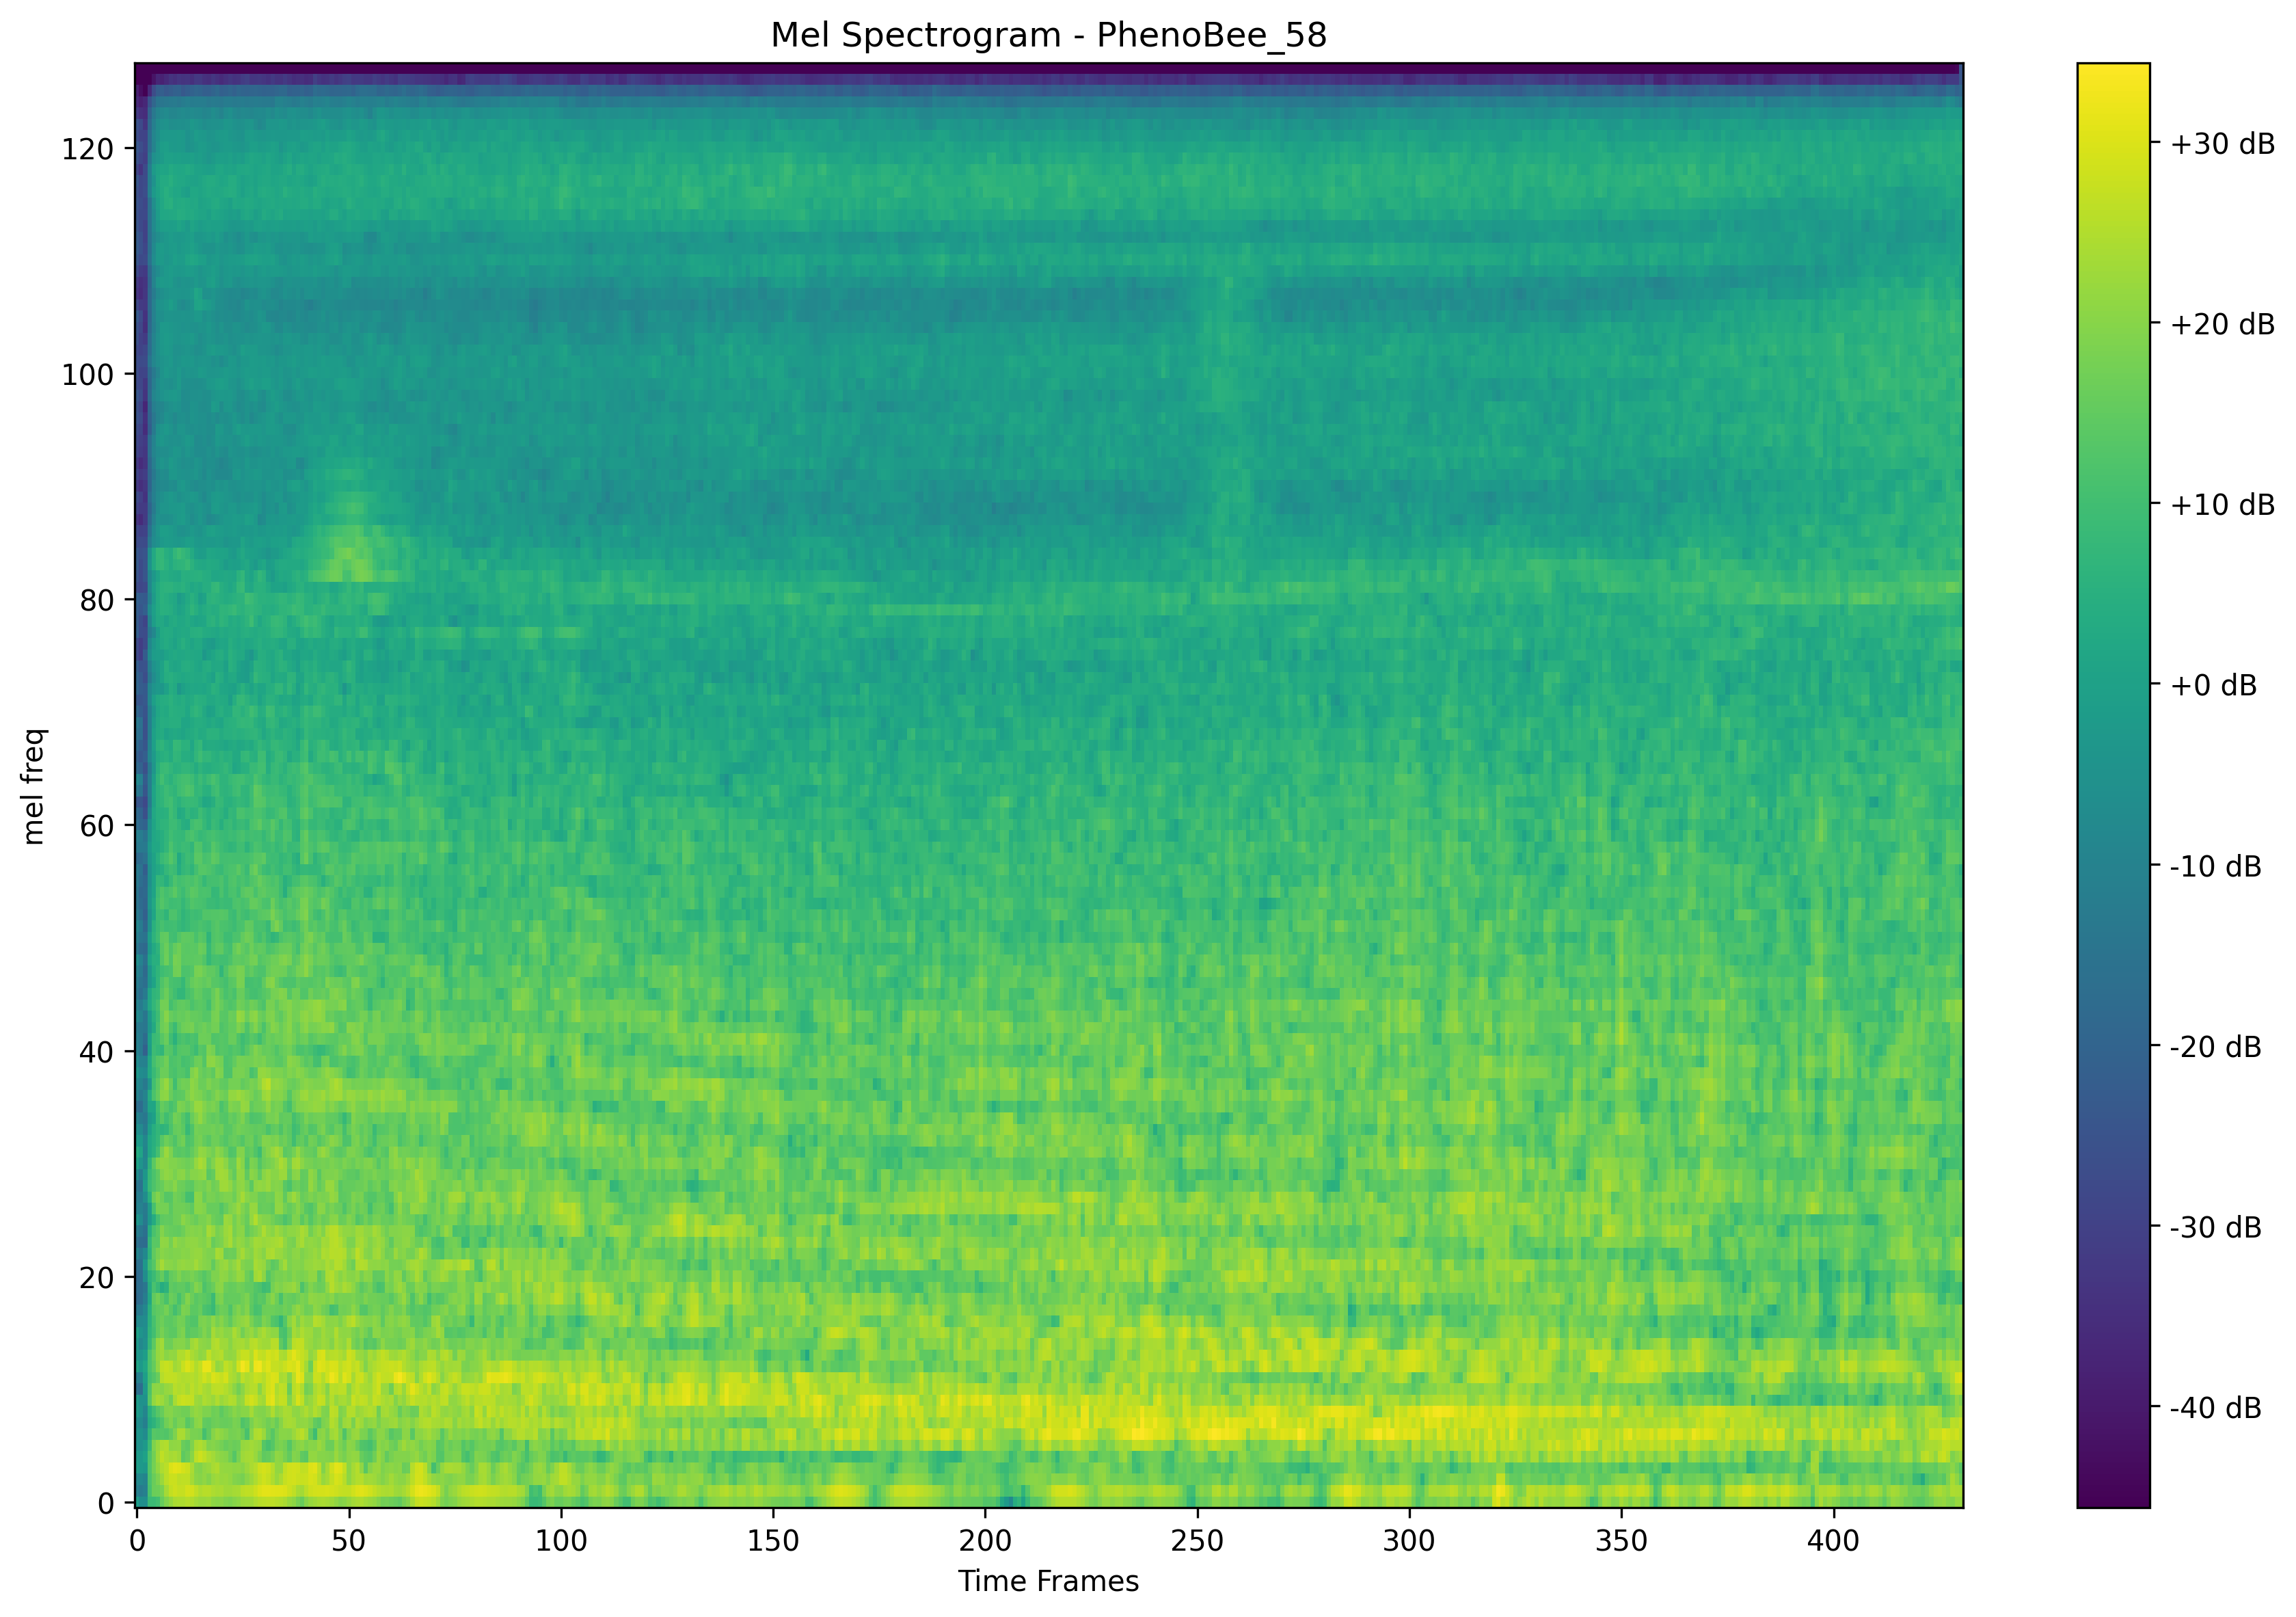 Mel Spectrogram - PhenoBee_58
mel freq
120
100
80
60
40
20
0
0 50 100 150 200 250 300 350 400
Time Frames
+30 dB
+20 dB
+10 dB
+0 dB
-10 dB
-20 dB
-30 dB
-40 dB